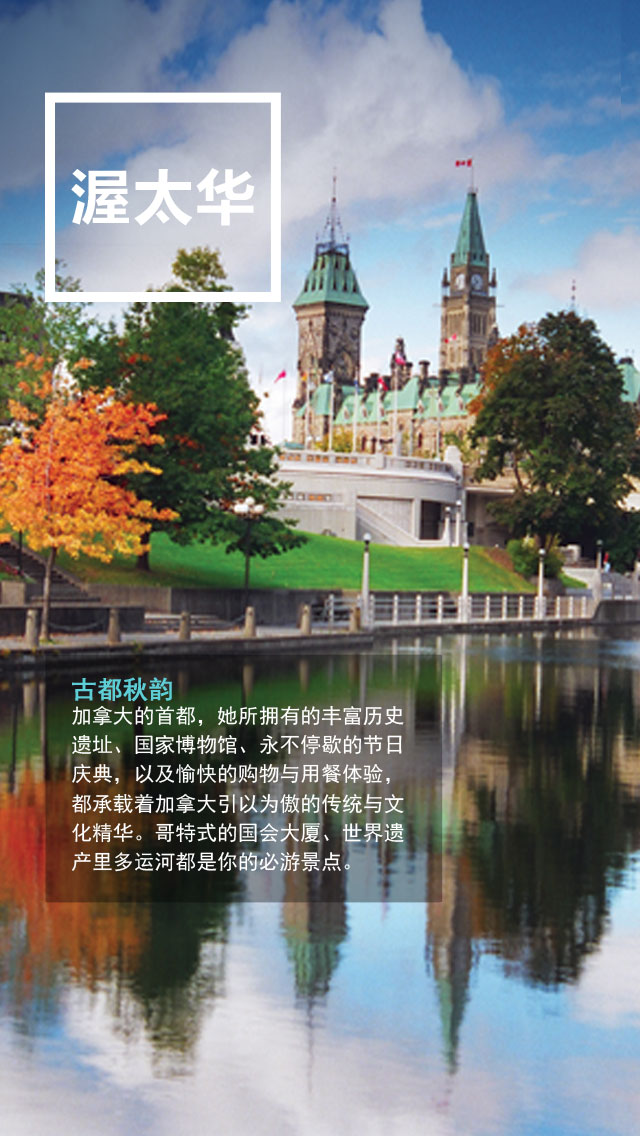 渥太华
古都秋韵
加拿大的首都，她所拥有的丰富历史
遗址、国家博物馆、永不停歇的节日
庆典，以及愉快的购物与用餐体验，
都承载着加拿大引以为傲的传统与文
化精华。哥特式的国会大厦、世界遗
产里多运河都是你的必游景点。